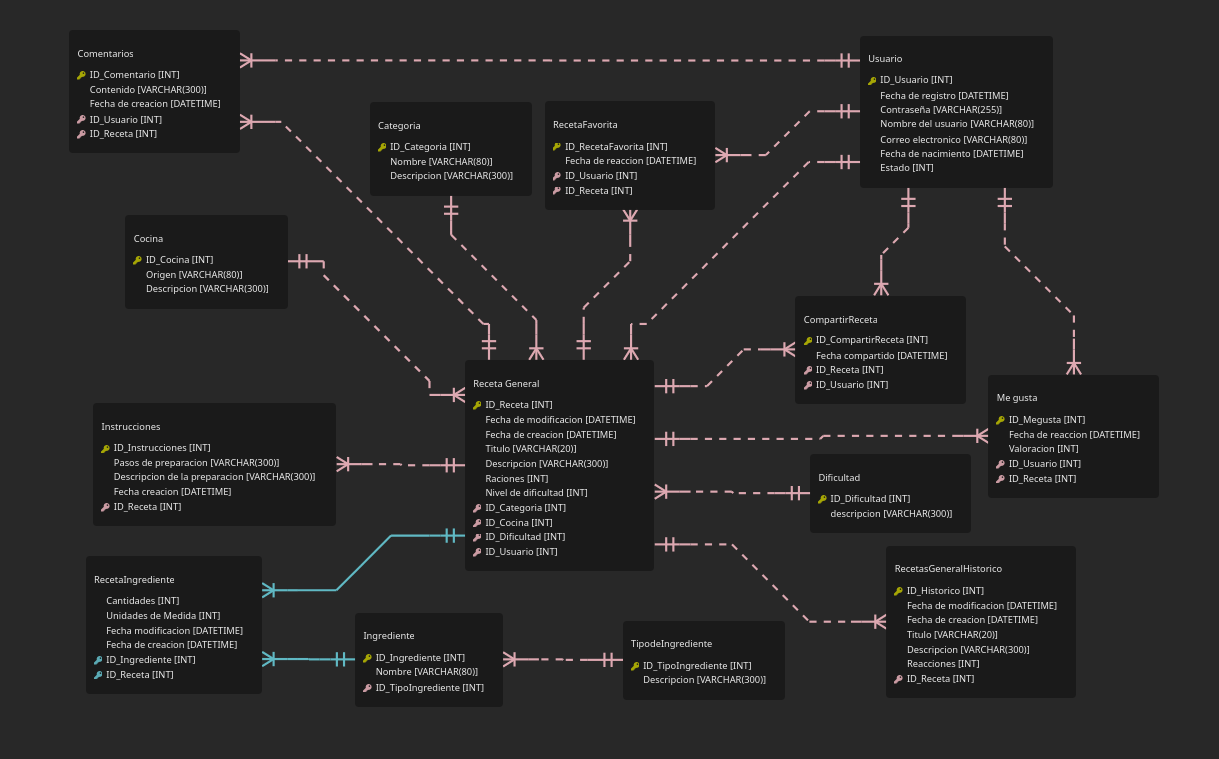 Comentarios
ID_Comentario [INT]
Contenido [VARCHAR(300)]
Fecha de creacion [DATETIME]
ID_Usuario [INT]
ID_Receta [INT]
Categoria
ID_Categoria [INT]
Nombre [VARCHAR(80)]
Descripcion [VARCHAR(300)]
RecetaFavorita
ID_RecetaFavorita [INT]
Fecha de reaccion [DATETIME]
ID_Usuario [INT]
ID_Receta [INT]
Usuario
ID_Usuario [INT]
Fecha de registro [DATETIME]
Contraseña [VARCHAR(255)]
Nombre del usuario [VARCHAR(80)]
Correo electronico [VARCHAR(80)]
Fecha de nacimiento [DATETIME]
Estado [INT]
Cocina
ID_Cocina [INT]
Origen [VARCHAR(80)]
Descripcion [VARCHAR(300)]
CompartirReceta
ID_CompartirReceta [INT]
Fecha compartido [DATETIME]
ID_Receta [INT]
ID_Usuario [INT]
Receta General
ID_Receta [INT]
Fecha de modificacion [DATETIME]
Fecha de creacion [DATETIME]
Titulo [VARCHAR(20)]
Descripcion [VARCHAR(300)]
Raciones [INT]
Nivel de dificultad [INT]
ID_Categoria [INT]
ID_Cocina [INT]
ID_Dificultad [INT]
ID_Usuario [INT]
Me gusta
ID_Megusta [INT]
Fecha de reaccion [DATETIME]
Valoracion [INT]
ID_Usuario [INT]
ID_Receta [INT]
Instrucciones
ID_Instrucciones [INT]
Pasos de preparacion [VARCHAR(300)]
Descripcion de la preparacion [VARCHAR(300)]
Fecha creacion [DATETIME]
ID_Receta [INT]
Dificultad
ID_Dificultad [INT]
descripcion [VARCHAR(300)]
RecetaIngrediente
Cantidades [INT]
Unidades de Medida [INT]
Fecha modificacion [DATETIME]
Fecha de creacion [DATETIME]
ID_Ingrediente [INT]
ID_Receta [INT]
RecetasGeneralHistorico
ID_Historico [INT]
Fecha de modificacion [DATETIME]
Fecha de creacion [DATETIME]
Titulo [VARCHAR(20)]
Descripcion [VARCHAR(300)]
Reacciones [INT]
ID_Receta [INT]
Ingrediente
ID_Ingrediente [INT]
Nombre [VARCHAR(80)]
ID_TipoIngrediente [INT]
TipodeIngrediente
ID_TipoIngrediente [INT]
Descripcion [VARCHAR(300)]